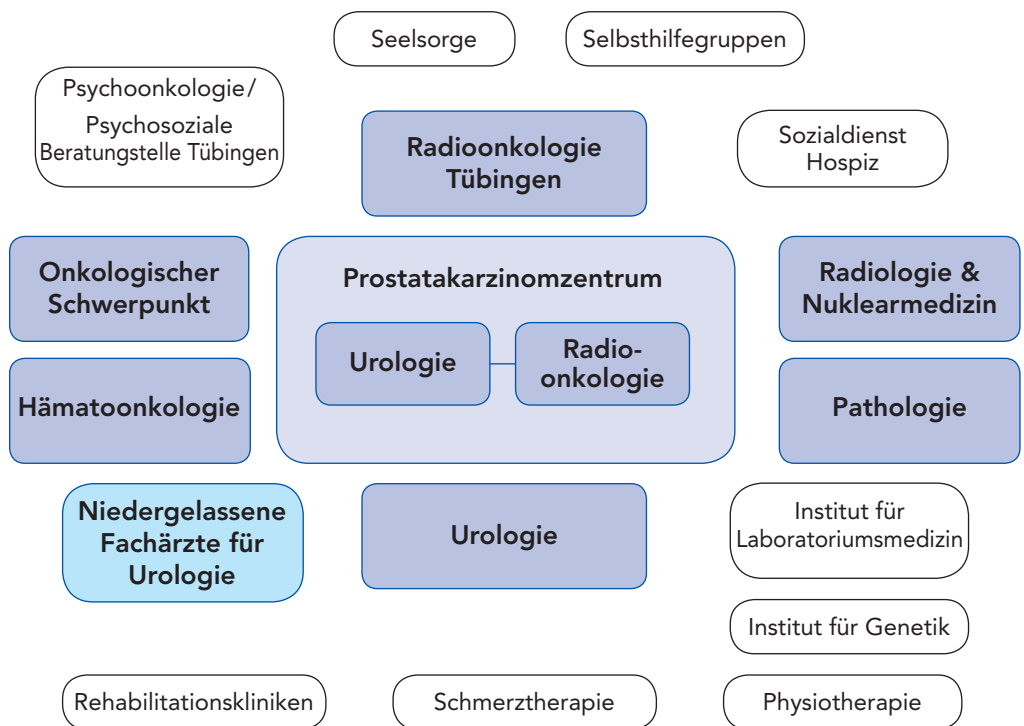 Seelsorge
Selbsthilfegruppen
Psychoonkologie/
Psychosoziale
Beratungstelle Tübingen
Radioonkologie
Tübingen
Sozialdienst
Hospiz
Onkologischer
Schwerpunkt
Prostatakarzinomzentrum
Radiologie &
Nuklearmedizin
Urologie
Radio-
onkologie
Hämatoonkologie
Pathologie
Niedergelassene
Fachärzte für
Urologie
Urologie
Institut für
Laboratoriumsmedizin
Institut für Genetik
Rehabilitationskliniken
Schmerztherapie
Physiotherapie